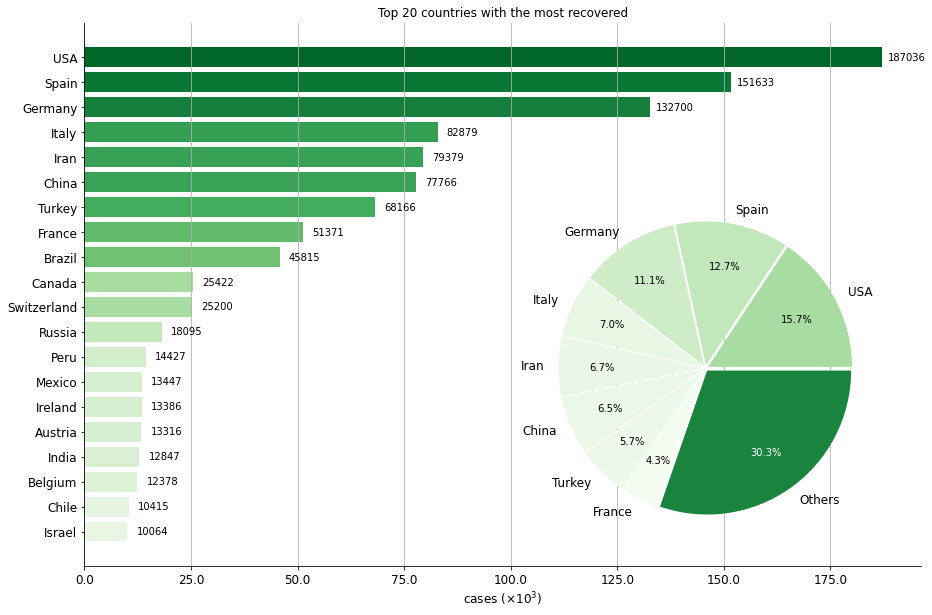 Top 20 countries with the most recovered
USA 187036
Spain 151633
Germany 132700
Italy 82879
Iran 79379
China 77766
Turkey 68166
France 51371
Brazil 45815
Canada 25422
Switzerland 25200
Russia 18095
Peru 14427
Mexico 13447
Ireland 13386
Austria 13316
India 12847
Belgium 12378
Chile 10415
Israel 10064
Spain 12.7%
Germany 11.1%
USA 15.7%
Italy 7.0%
Iran 6.7%
China 6.5%
Turkey 5.7%
France 4.3%
Others 30.3%
0.0 25.0 50.0 75.0 100.0 125.0 150.0 175.0
cases (×10³)